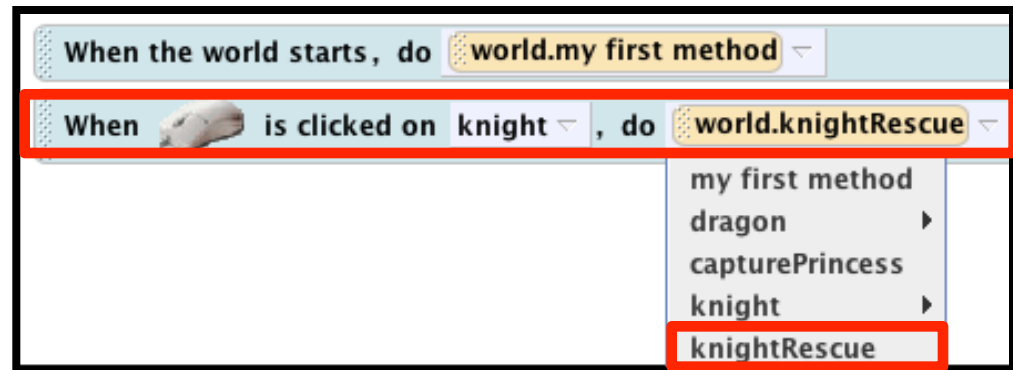 When the world starts, do world.my first method
When is clicked on knight , do world.knightRescue
my first method
dragon
capturePrincess
knight
knightRescue